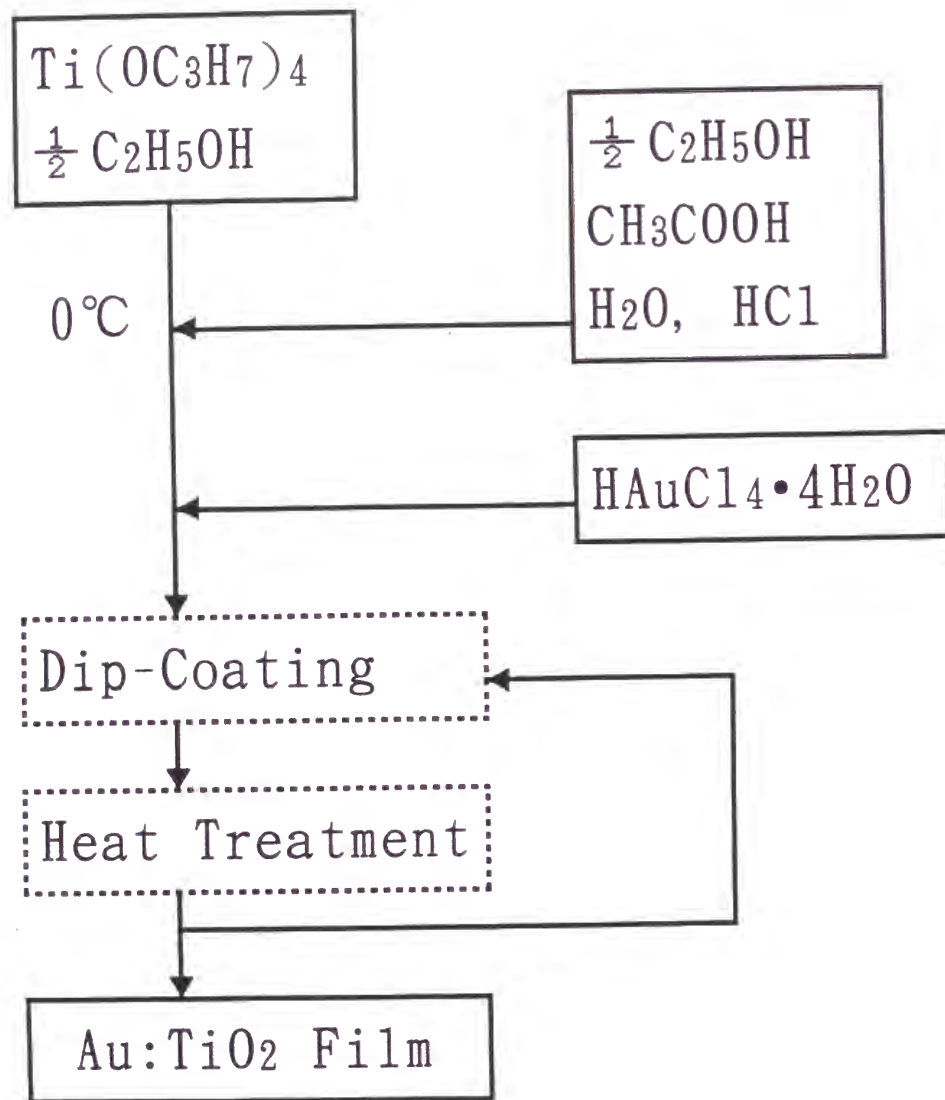 Ti(OC3H7)4
½ C2H5OH
½ C2H5OH
CH3COOH
H2O, HCl
0℃
HAuCl4•4H2O
Dip-Coating
Heat Treatment
Au:TiO2 Film